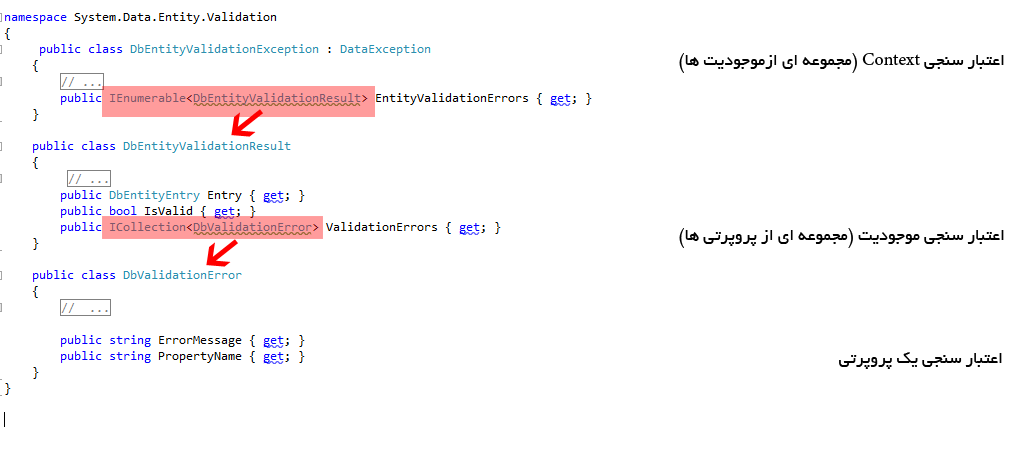 namespace System.Data.Entity.Validation
{
public class DbEntityValidationException : DataException
اعتبار سنجی Context (مجموعه ای ازموجودیت ها)
{
// ...
public IEnumerable<DbEntityValidationResult> EntityValidationErrors { get; }
}
public class DbEntityValidationResult
{
// ...
public DbEntityEntry Entry { get; }
public bool IsValid { get; }
public ICollection<DbValidationError> ValidationErrors { get; }
اعتبار سنجی موجودیت (مجموعه ای از پروپرتی ها)
}
public class DbValidationError
{
// ...
public string ErrorMessage { get; }
public string PropertyName { get; }
اعتبار سنجی یک پروپرتی
}
}